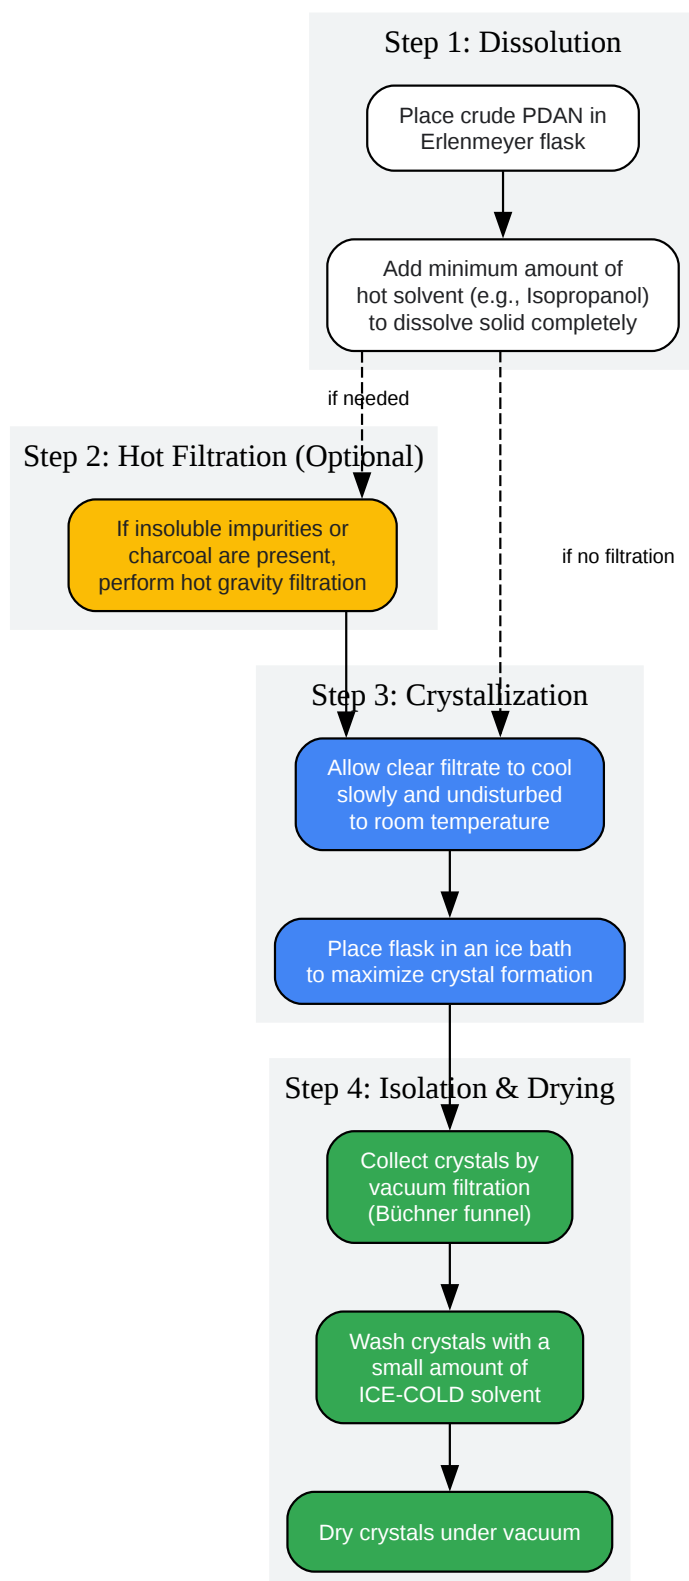 Step 1: Dissolution
Place crude PDAN in
Erlenmeyer flask
Add minimum amount of
hot solvent (e.g., Isopropanol)
to dissolve solid completely
if needed
Step 2: Hot Filtration (Optional)
If insoluble impurities or
charcoal are present,
perform hot gravity filtration
if no filtration
Step 3: Crystallization
Allow clear filtrate to cool
slowly and undisturbed
to room temperature
Place flask in an ice bath
to maximize crystal formation
Step 4: Isolation & Drying
Collect crystals by
vacuum filtration
(Büchner funnel)
Wash crystals with a
small amount of
ICE-COLD solvent
Dry crystals under vacuum